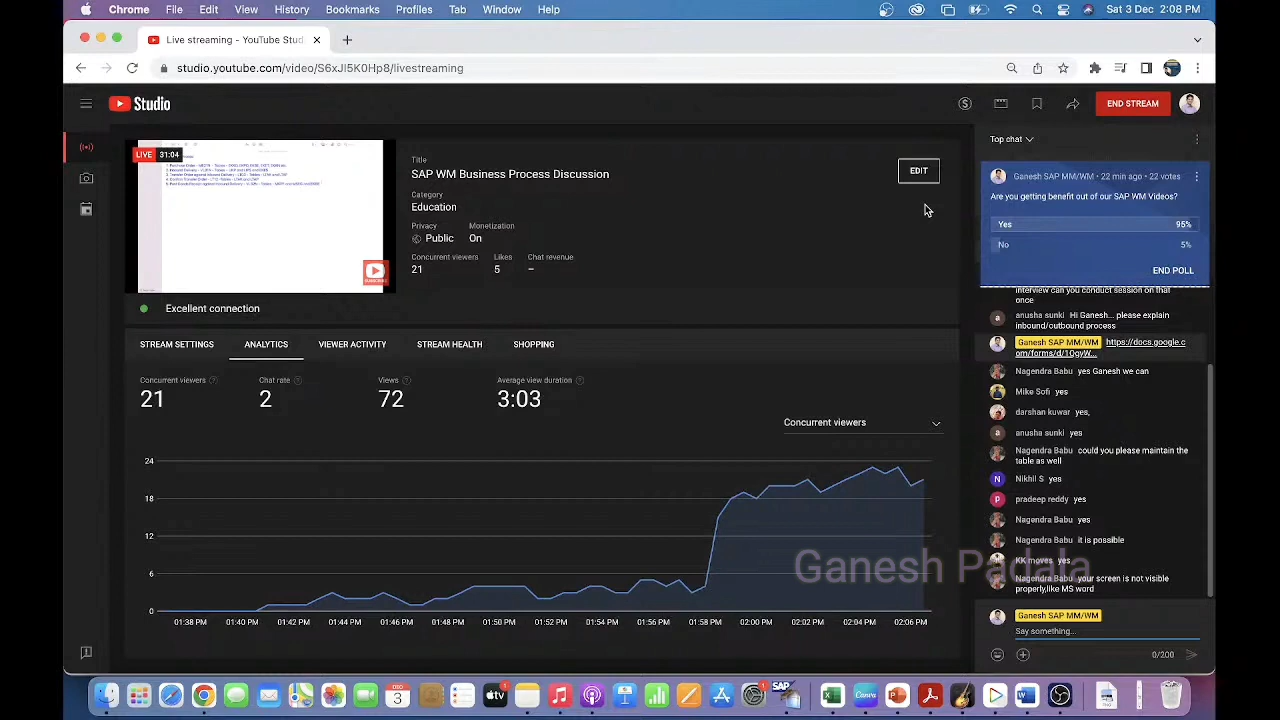 Chrome File Edit View History Bookmarks Profiles Tab Window Help Sat 3 Dec 2:08 PM
Live streaming - YouTube Stud
studio.youtube.com/video/S6xJI5K0Hp8/livestreaming
Studio
END STREAM
LIVE 31:04
Title
SAP WM Business Process Discussion
EDIT
Category
Education
Privacy Monetization
Public On
Concurrent viewers Likes Chat revenue
21 5 –
Excellent connection
STREAM SETTINGS ANALYTICS VIEWER ACTIVITY STREAM HEALTH SHOPPING
Concurrent viewers Chat rate Views Average view duration
21 2 72 3:03
Concurrent viewers
24
18
12
6
0
01:38 PM 01:40 PM 01:42 PM 01:44 PM 01:46 PM 01:48 PM 01:50 PM 01:52 PM 01:54 PM 01:56 PM 01:58 PM 02:00 PM 02:02 PM 02:04 PM 02:06 PM
Ganesh Padala
Top chat
Ganesh SAP MM/WM • 22 min ago • 22 votes
Are you getting benefit out of our SAP WM Videos?
Yes 95%
No 5%
END POLL
interview can you conduct session on that
once
anusha sunki Hi Ganesh... please explain
inbound/outbound process
Ganesh SAP MM/WM https://docs.google.c
om/forms/d/1OgyW...
Nagendra Babu yes Ganesh we can
Mike Sofi yes
darshan kuwar yes,
anusha sunki yes
Nagendra Babu could you please maintain the
table as well
Nikhil S yes
pradeep reddy yes
Nagendra Babu yes
Nagendra Babu it is possible
KK moves yes
Nagendra Babu your screen is not visible
properly,like MS word
Ganesh SAP MM/WM
Say something...
0/200